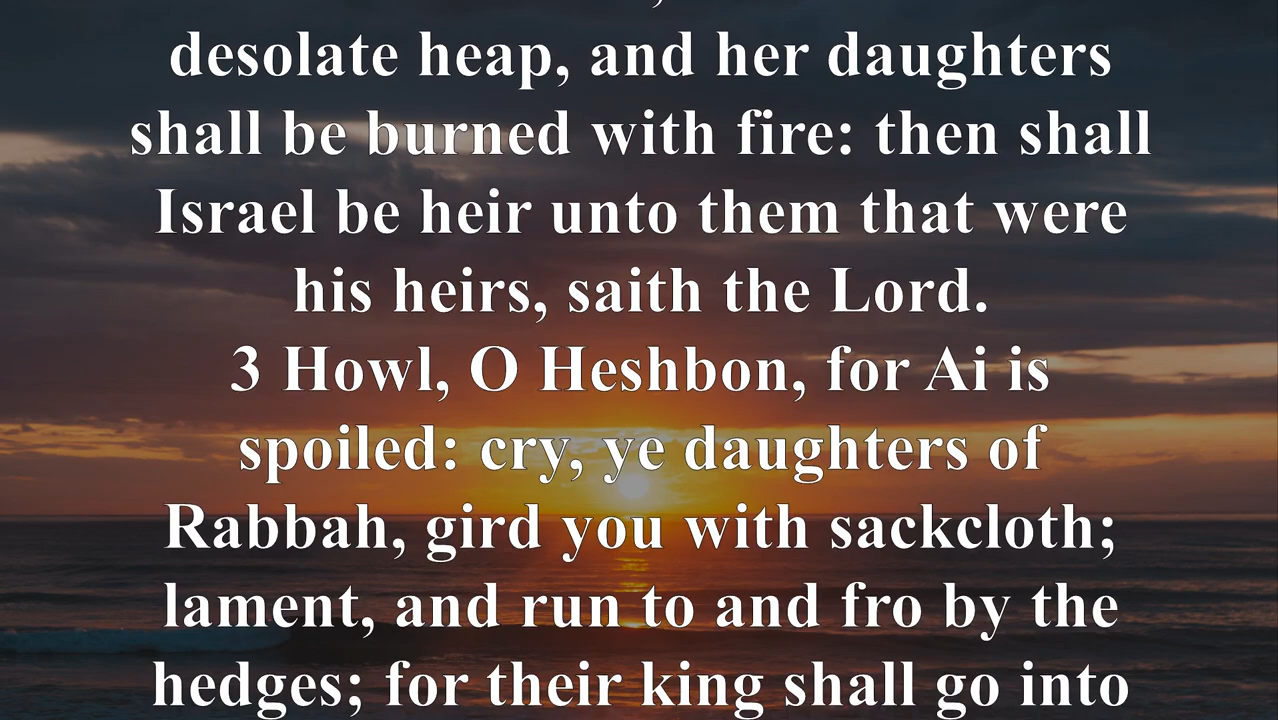 desolate heap, and her daughters
shall be burned with fire: then shall
Israel be heir unto them that were
his heirs, saith the Lord.
3 Howl, O Heshbon, for Ai is
spoiled: cry, ye daughters of
Rabbah, gird you with sackcloth;
lament, and run to and fro by the
hedges; for their king shall go into